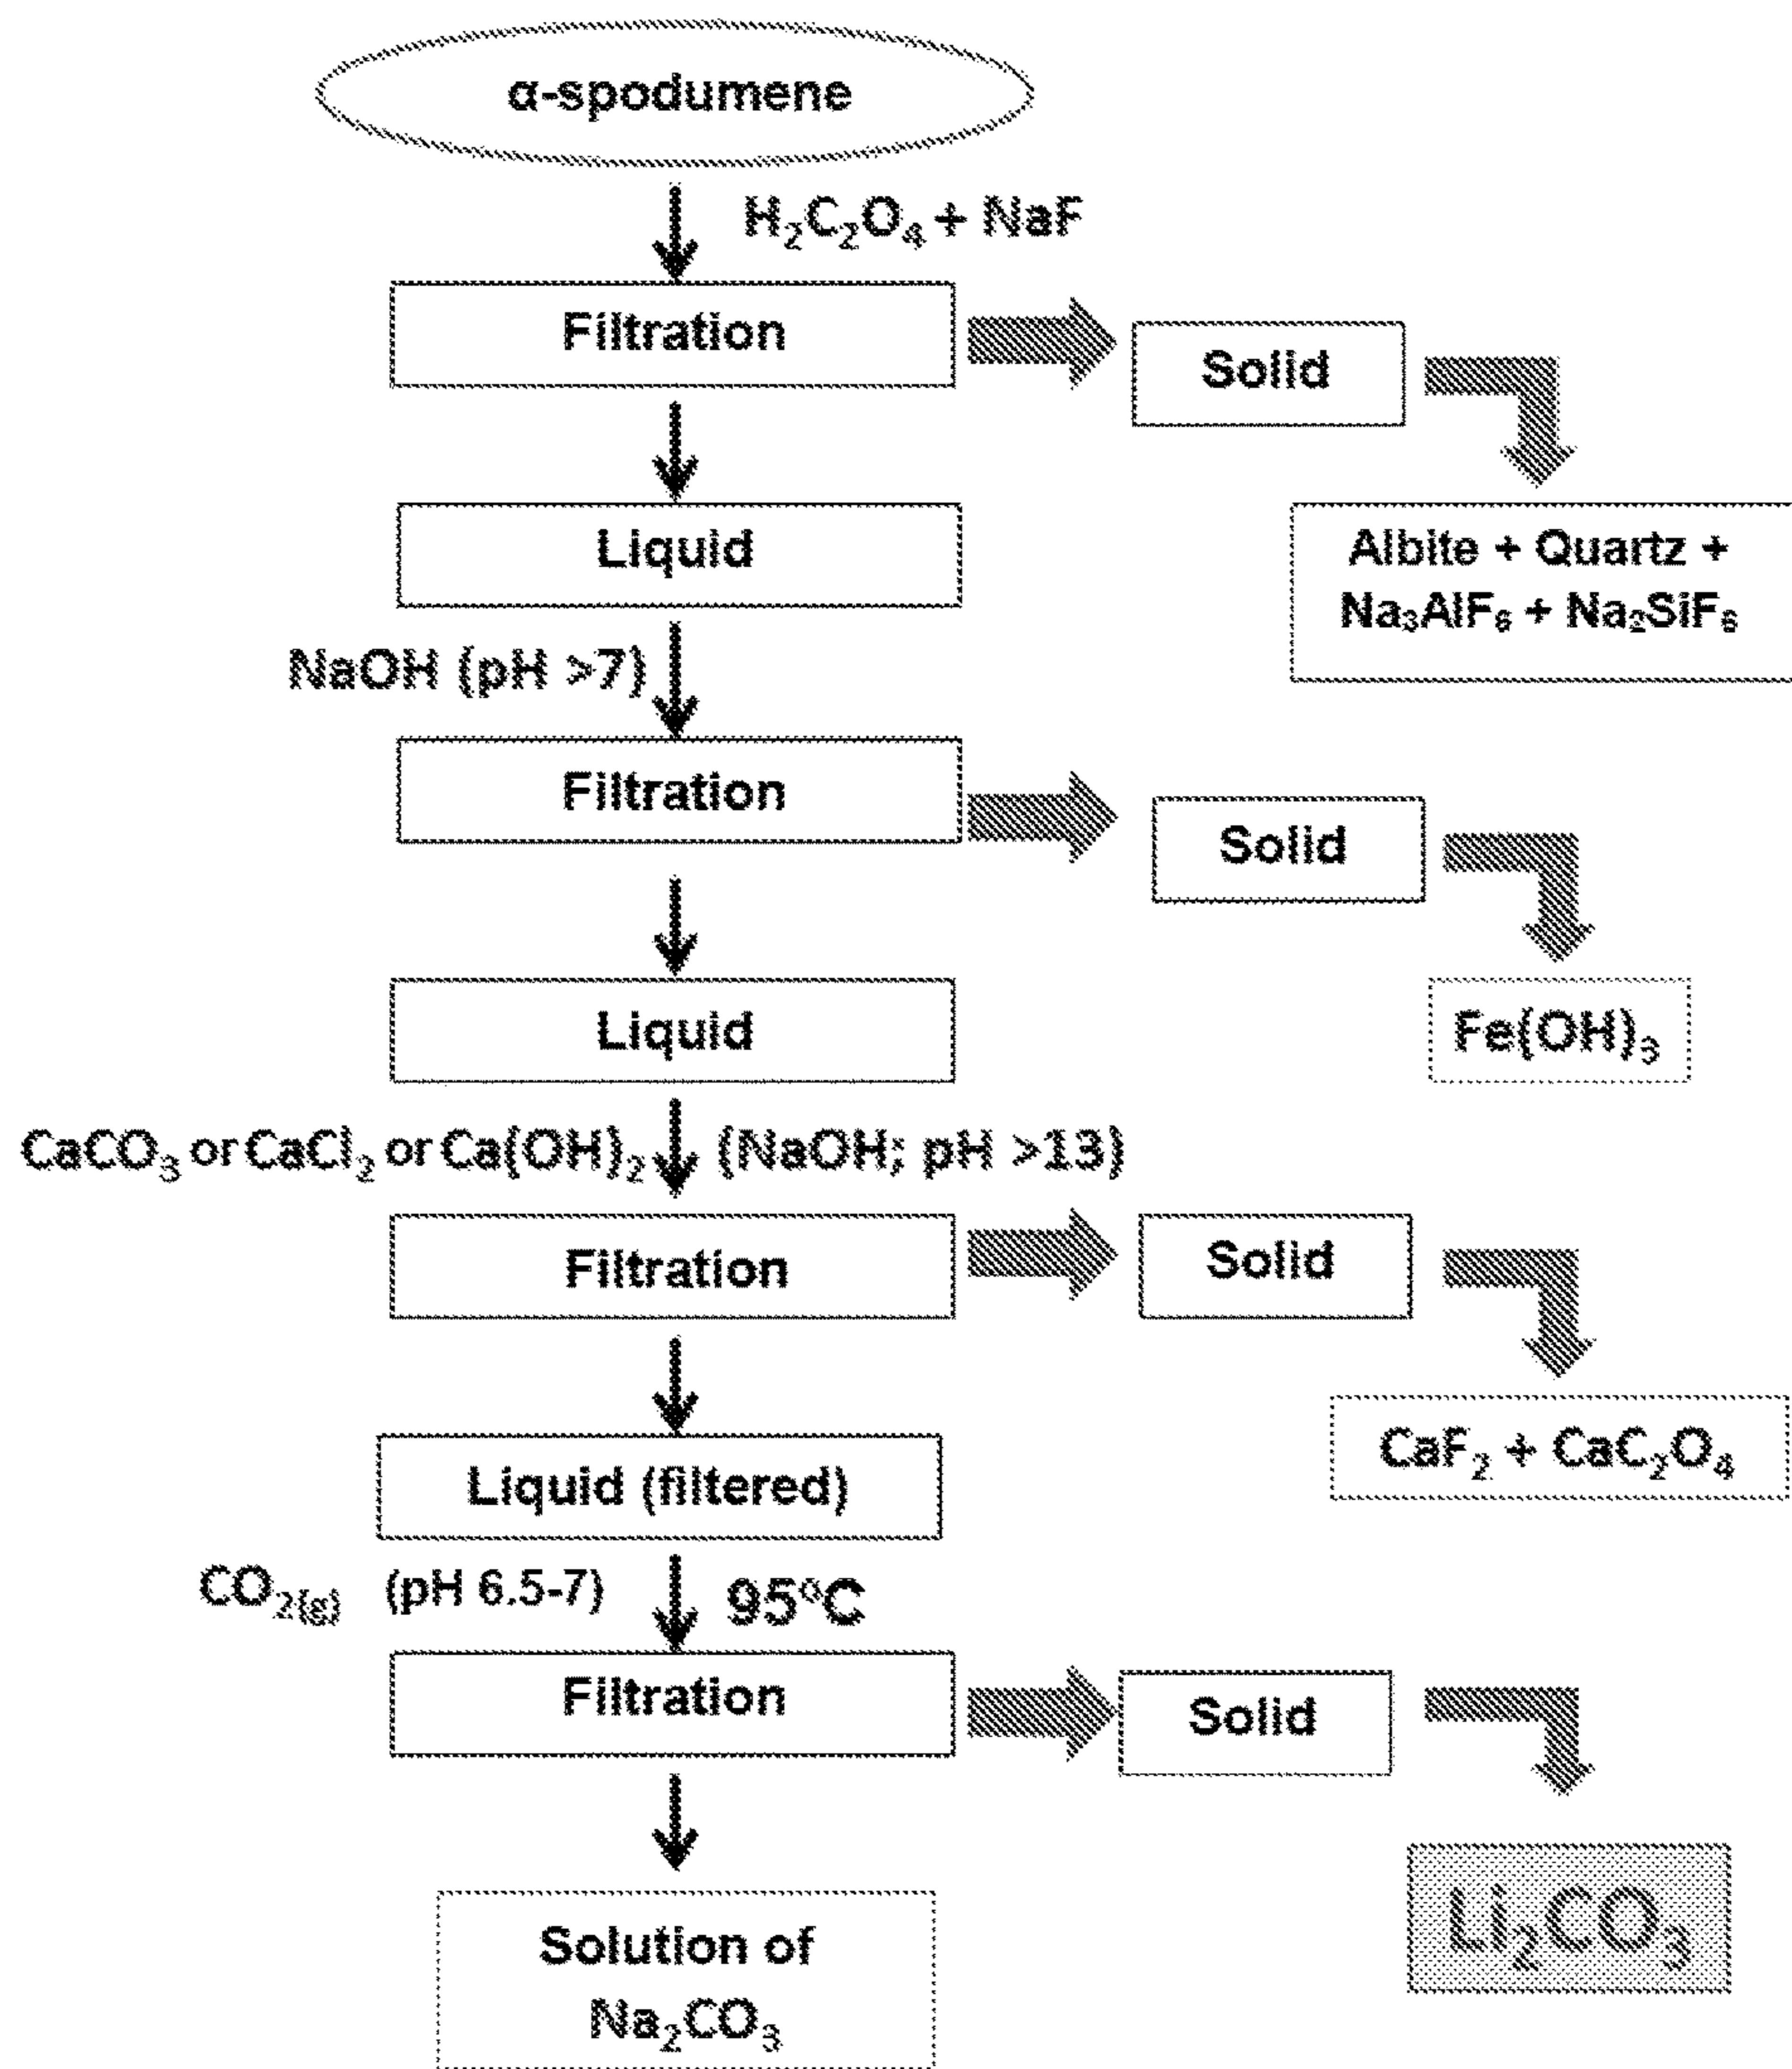 α-spodumene
H₂C₂O₄ + NaF
Filtration
Solid
Liquid
Albite + Quartz +
Na₃AlF₆ + Na₂SiF₆
NaOH (pH >7)
Filtration
Solid
Liquid
Fe(OH)₃
CaCO₃ or CaCl₂ or Ca(OH)₂ (NaOH; pH >13)
Filtration
Solid
Liquid (filtered)
CaF₂ + CaC₂O₄
CO₂(g) (pH 6.5-7) 95°C
Filtration
Solid
Li₂CO₃
Solution of
Na₂CO₃